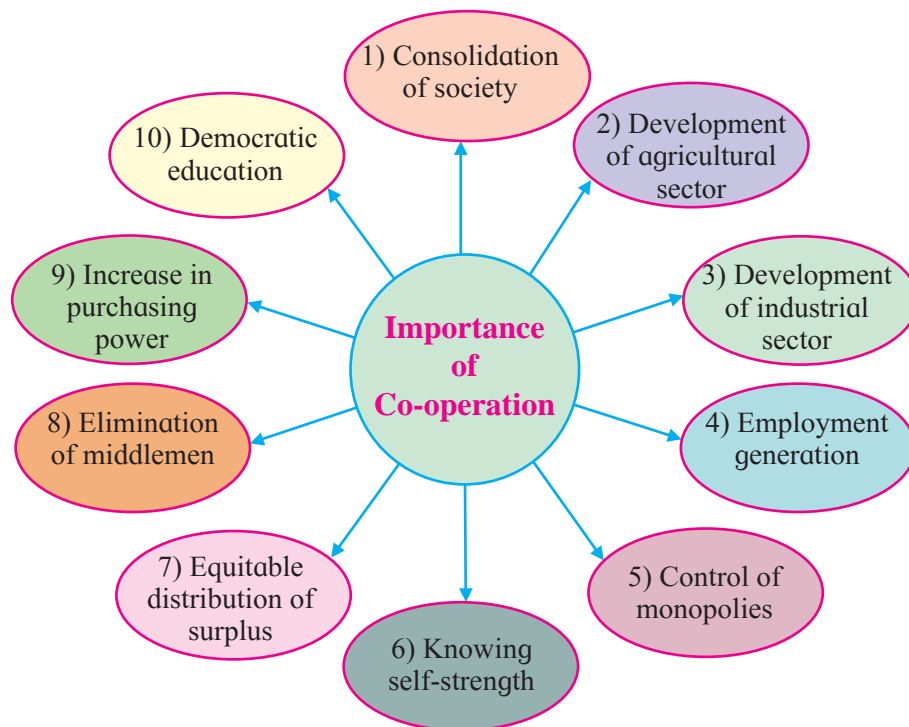 1) Consolidation
of society
2) Development
of agricultural
sector
3) Development
of industrial
sector
4) Employment
generation
5) Control of
monopolies
6) Knowing
self-strength
7) Equitable
distribution of
surplus
8) Elimination
of middlemen
9) Increase in
purchasing
power
10) Democratic
education
Importance
of
Co-operation